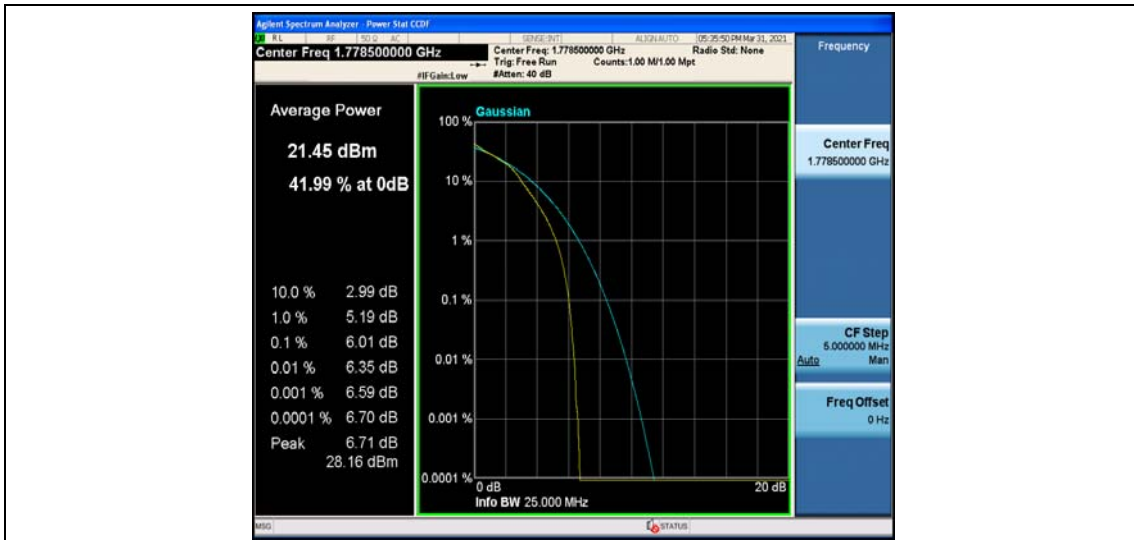 Agilent Spectrum Analyzer - Power Stat CCDF
RL RF 50 Ω AC SENSE:INT ALIGN AUTO 05:35:50 PM Mar 31, 2021
Center Freq 1.778500000 GHz
Center Freq: 1.778500000 GHz Radio Std: None
Trig: Free Run Counts:1.00 M/1.00 Mpt
#IFGain:Low #Atten: 40 dB
Frequency
Average Power
21.45 dBm
41.99 % at 0dB
10.0 % 2.99 dB
1.0 % 5.19 dB
0.1 % 6.01 dB
0.01 % 6.35 dB
0.001 % 6.59 dB
0.0001 % 6.70 dB
Peak 6.71 dB
28.16 dBm
Gaussian
100 %
10 %
1 %
0.1 %
0.01 %
0.001 %
0.0001 %
0 dB 20 dB
Info BW 25.000 MHz
Center Freq
1.778500000 GHz
CF Step
5.000000 MHz
Auto Man
Freq Offset
0 Hz
MSG STATUS